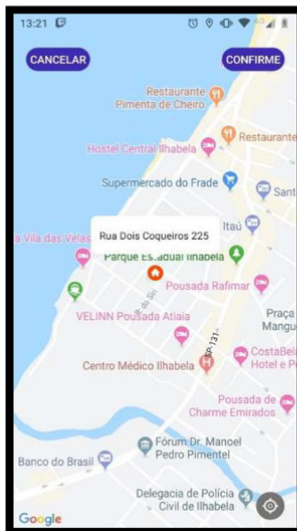 13:21
CANCELAR
CONFIRME
Restaurante
Pimenta de Cheiro
Restaurante
Hostel Central Ilhabela
Supermercado do Frade
Sant
Itaú
Rua Dois Coqueiros 225
a Vila das Velas
Parque Estadual Ilhabela
Pousada Rafimar
VELINN Pousada Atiaia
Praça
Mangu
SP-131
Centro Médico Ilhabela
CostaBela
Hotel e P
Pousada de
Charme Emirados
Fórum Dr. Manoel
Pedro Pimentel
Banco do Brasil
Delegacia de Polícia
Civil de Ilhabela
Google